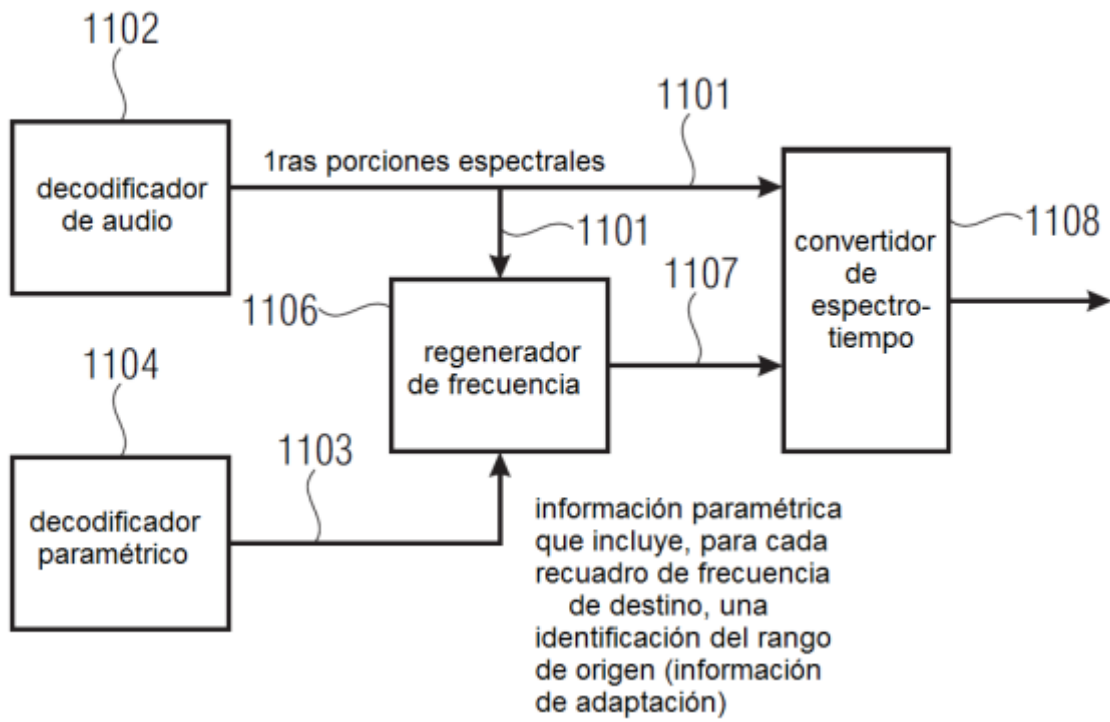 1102
decodificador
de audio
1ras porciones espectrales
1101
1101
convertidor
de
espectro-
tiempo
1108
1106
regenerador
de frecuencia
1107
1104
decodificador
paramétrico
1103
información paramétrica
que incluye, para cada
recuadro de frecuencia
de destino, una
identificación del rango
de origen (información
de adaptación)